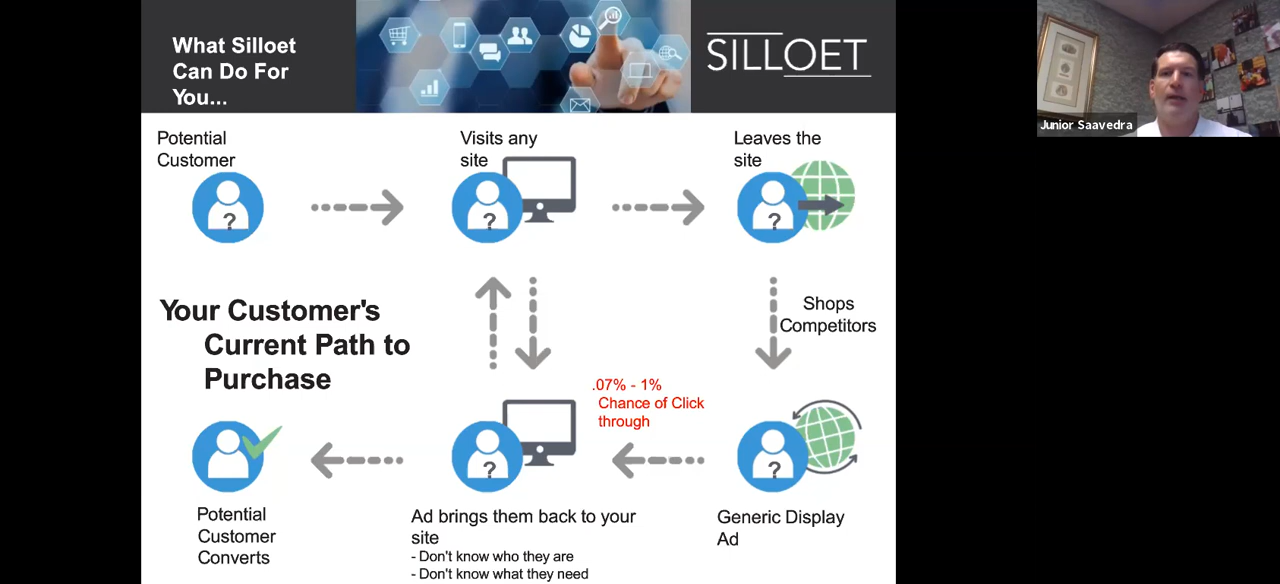 What Silloet
Can Do For
You...
SILLOET
Junior Saavedra
Potential
Customer
Visits any
site
Leaves the
site
?
?
?
Your Customer's
Current Path to
Purchase
Shops
Competitors
.07% - 1%
Chance of Click
through
?
?
Potential
Customer
Converts
Ad brings them back to your
site
- Don't know who they are
- Don't know what they need
Generic Display
Ad